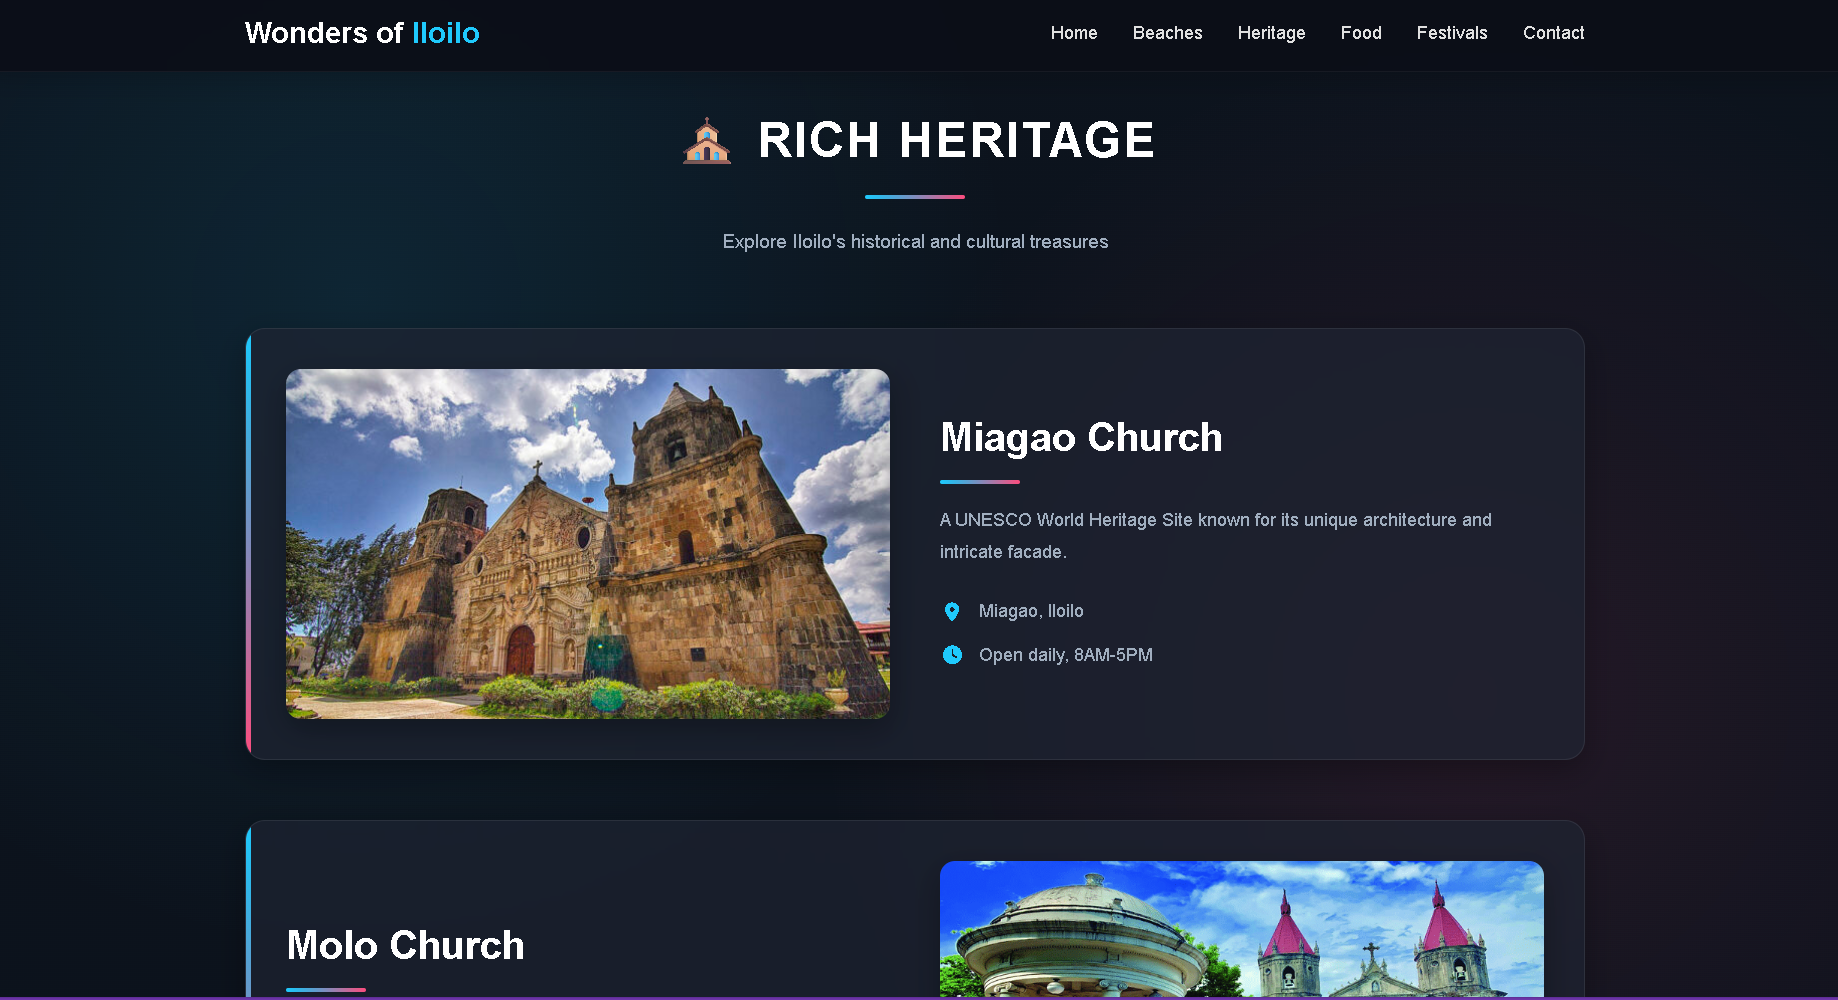 Wonders of Iloilo
Home Beaches Heritage Food Festivals Contact
RICH HERITAGE
Explore Iloilo's historical and cultural treasures
Miagao Church
A UNESCO World Heritage Site known for its unique architecture and
intricate facade.
Miagao, Iloilo
Open daily, 8AM-5PM
Molo Church